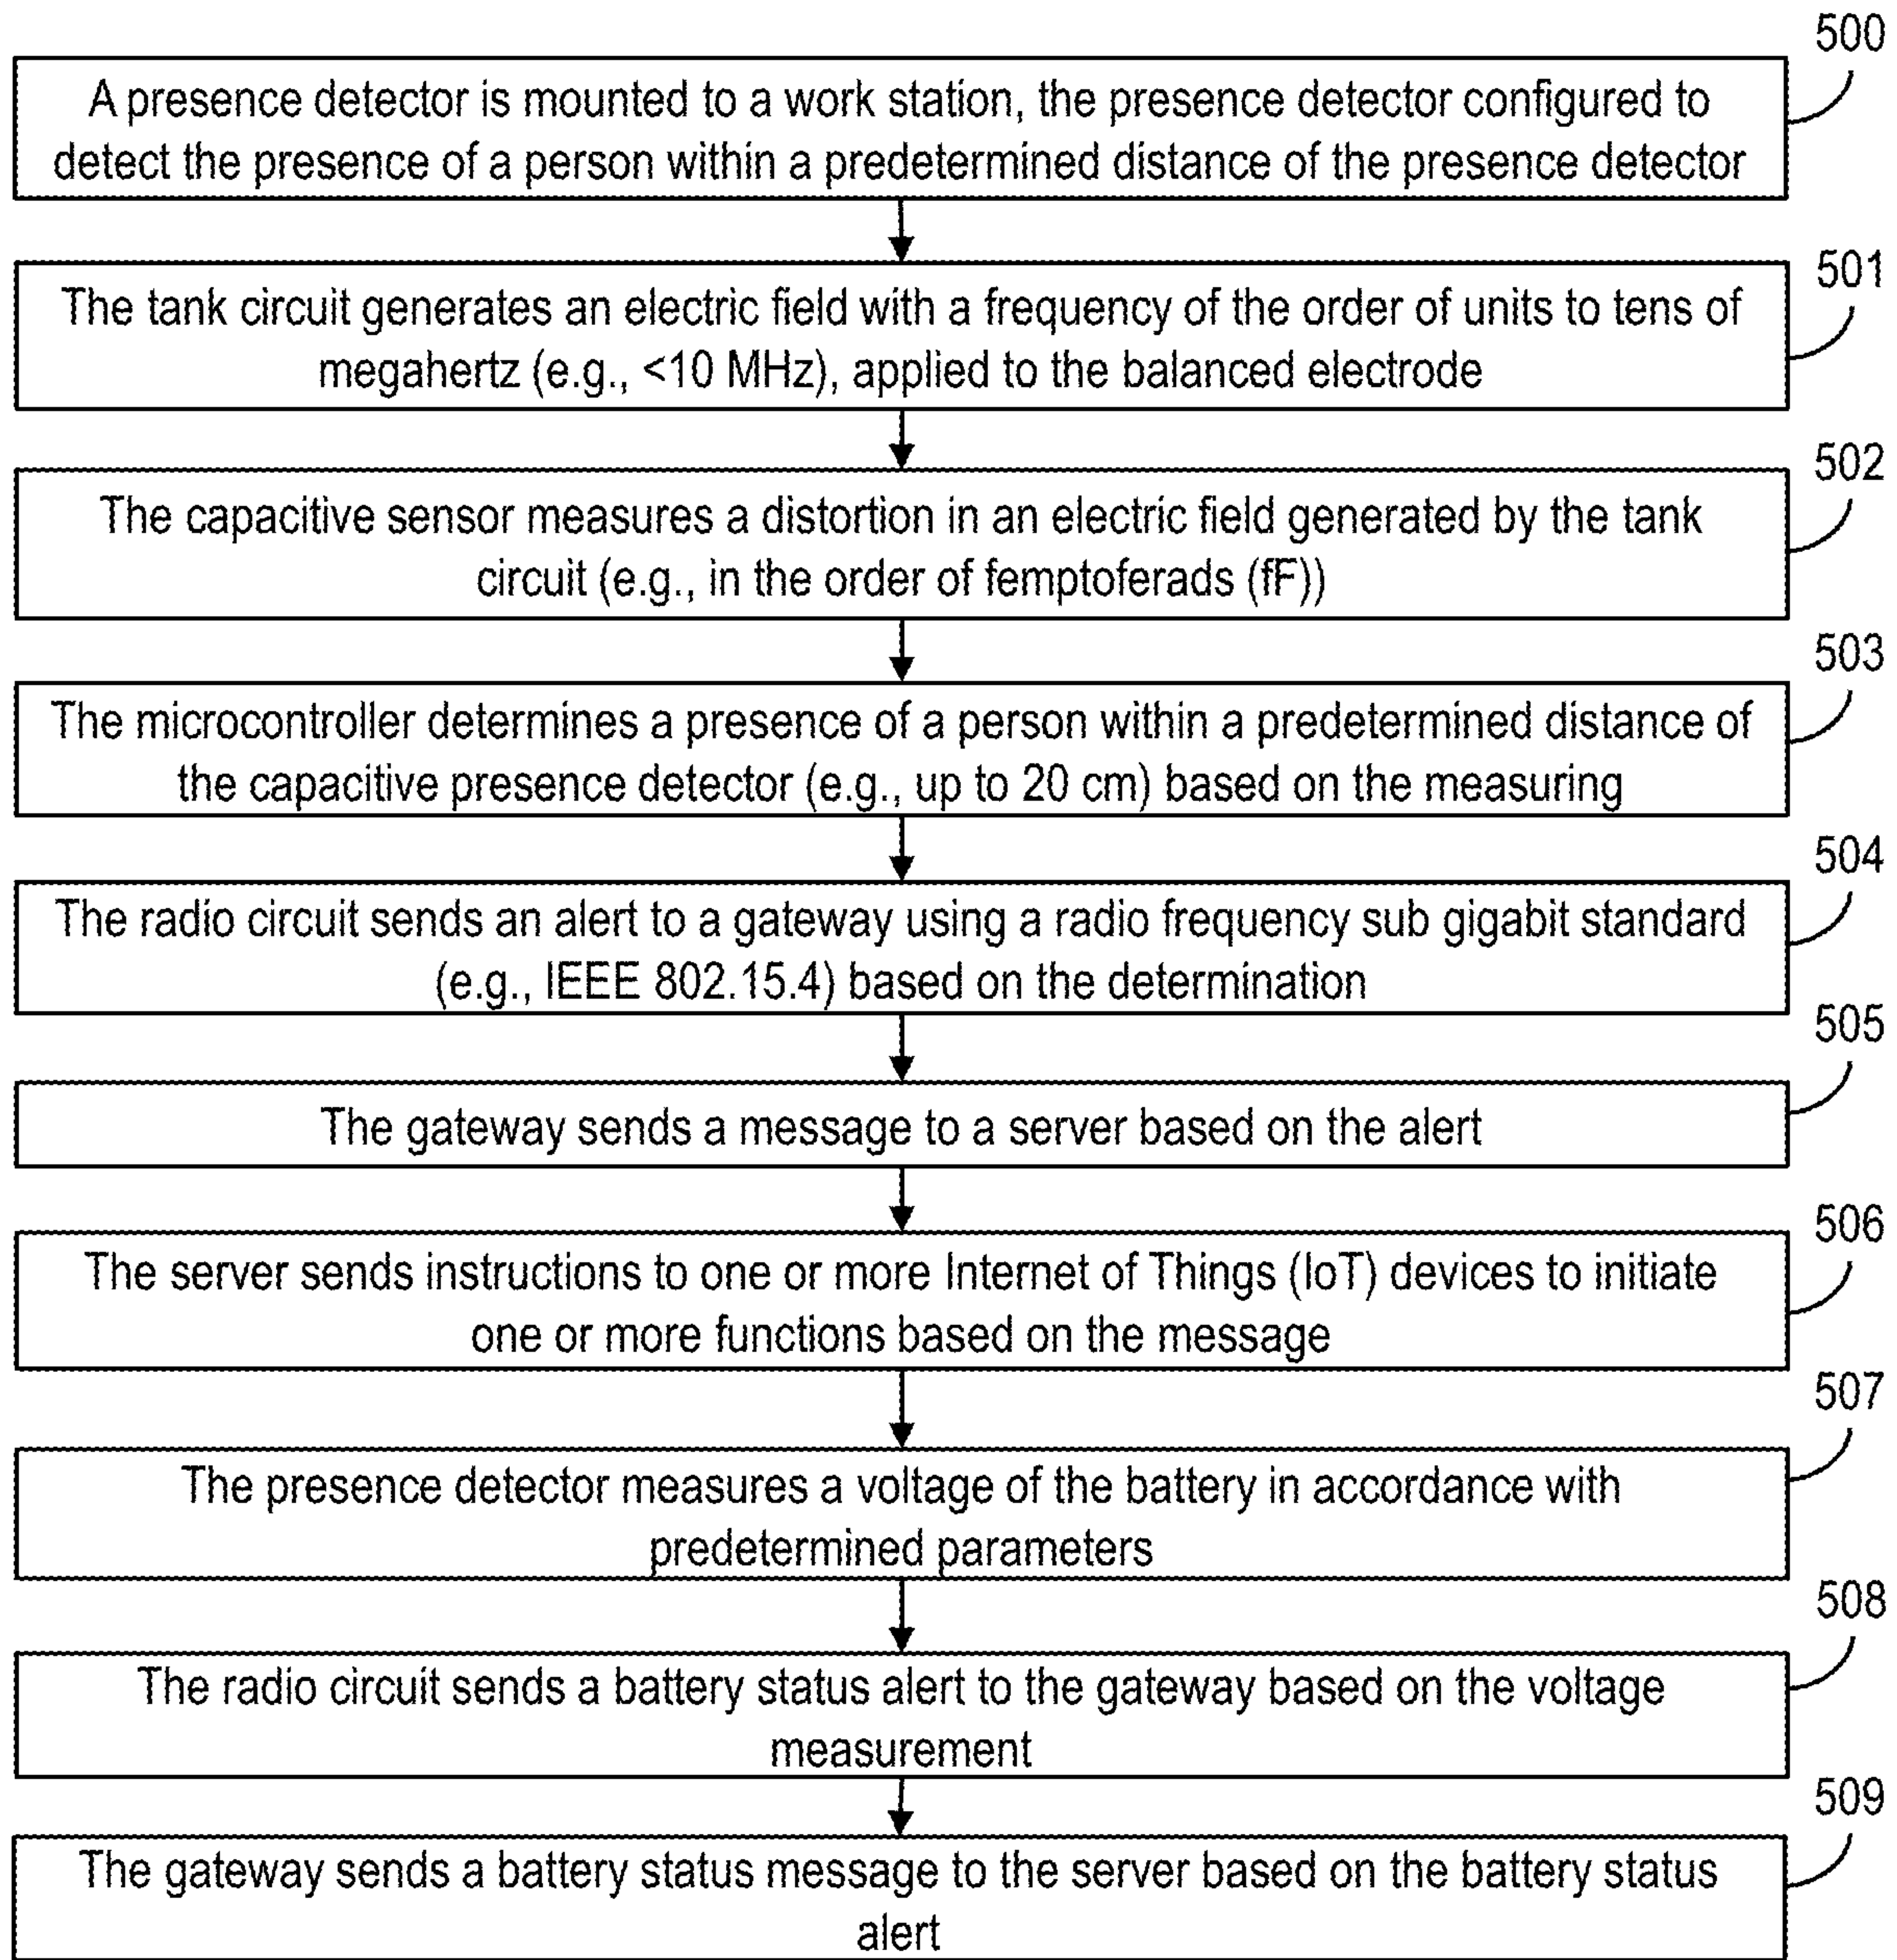 500
A presence detector is mounted to a work station, the presence detector configured to
detect the presence of a person within a predetermined distance of the presence detector
501
The tank circuit generates an electric field with a frequency of the order of units to tens of
megahertz (e.g., <10 MHz), applied to the balanced electrode
502
The capacitive sensor measures a distortion in an electric field generated by the tank
circuit (e.g., in the order of femptoferads (fF))
503
The microcontroller determines a presence of a person within a predetermined distance of
the capacitive presence detector (e.g., up to 20 cm) based on the measuring
504
The radio circuit sends an alert to a gateway using a radio frequency sub gigabit standard
(e.g., IEEE 802.15.4) based on the determination
505
The gateway sends a message to a server based on the alert
506
The server sends instructions to one or more Internet of Things (IoT) devices to initiate
one or more functions based on the message
507
The presence detector measures a voltage of the battery in accordance with
predetermined parameters
508
The radio circuit sends a battery status alert to the gateway based on the voltage
measurement
509
The gateway sends a battery status message to the server based on the battery status
alert